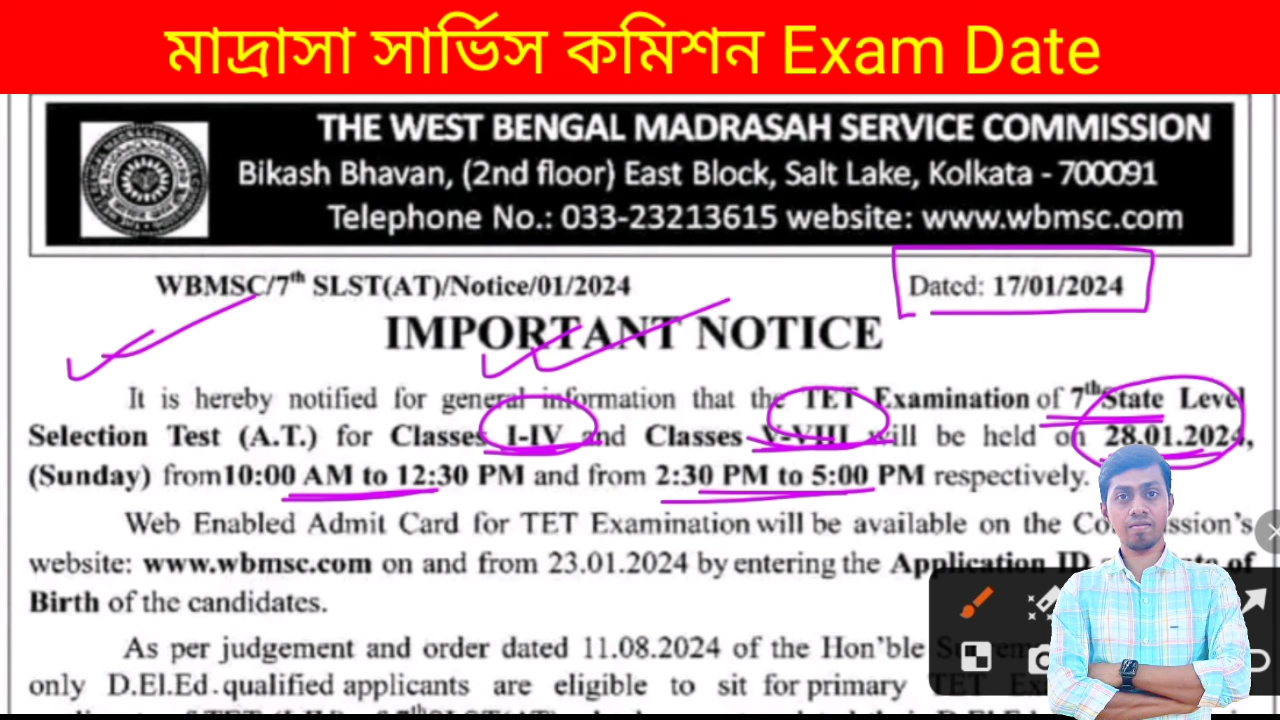 মাদ্রাসা সার্ভিস কমিশন Exam Date
THE WEST BENGAL MADRASAH SERVICE COMMISSION
Bikash Bhavan, (2nd floor) East Block, Salt Lake, Kolkata - 700091
Telephone No.: 033-23213615 website: www.wbmsc.com
WBMSC/7th SLST(AT)/Notice/01/2024 Dated: 17/01/2024
IMPORTANT NOTICE
It is hereby notified for general information that the TET Examination of 7th State Level
Selection Test (A.T.) for Classes I-IV and Classes V-VIII will be held on 28.01.2024,
(Sunday) from 10:00 AM to 12:30 PM and from 2:30 PM to 5:00 PM respectively.
Web Enabled Admit Card for TET Examination will be available on the
website: www.wbmsc.com on and from 23.01.2024 by entering the Application ID of
Birth of the candidates.
As per judgement and order dated 11.08.2024 of the Hon'ble
only D.El.Ed. qualified applicants are eligible to sit for primary TET